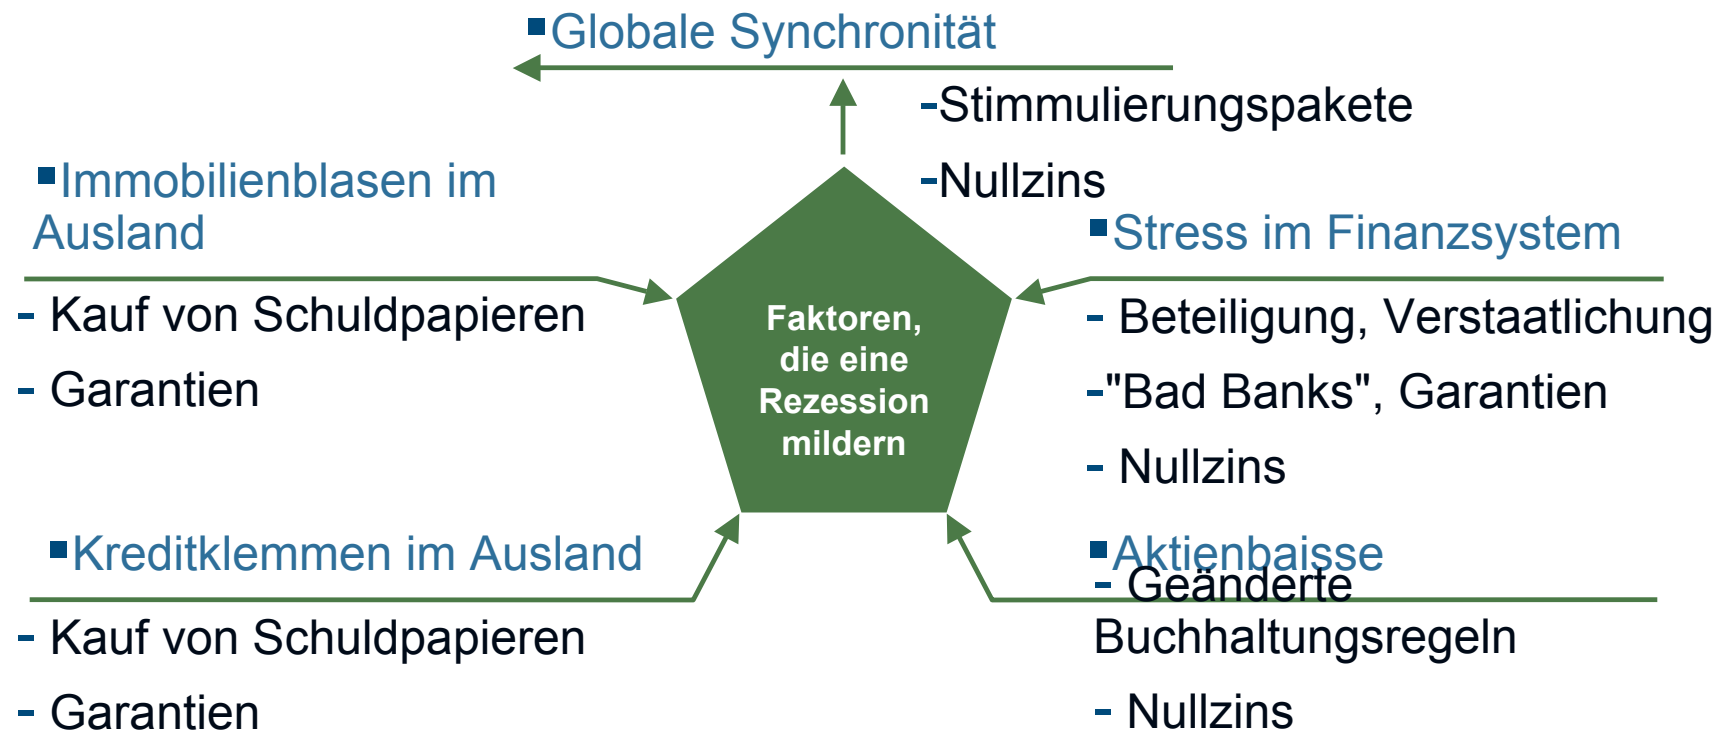 ▪Globale Synchronität
-Stimmulierungspakete
-Nullzins
▪Immobilienblasen im
Ausland
- Kauf von Schuldpapieren
- Garantien
▪Stress im Finanzsystem
- Beteiligung, Verstaatlichung
-"Bad Banks", Garantien
- Nullzins
Faktoren,
die eine
Rezession
mildern
▪Kreditklemmen im Ausland
- Kauf von Schuldpapieren
- Garantien
▪Aktienbaisse
- Geänderte
Buchhaltungsregeln
- Nullzins